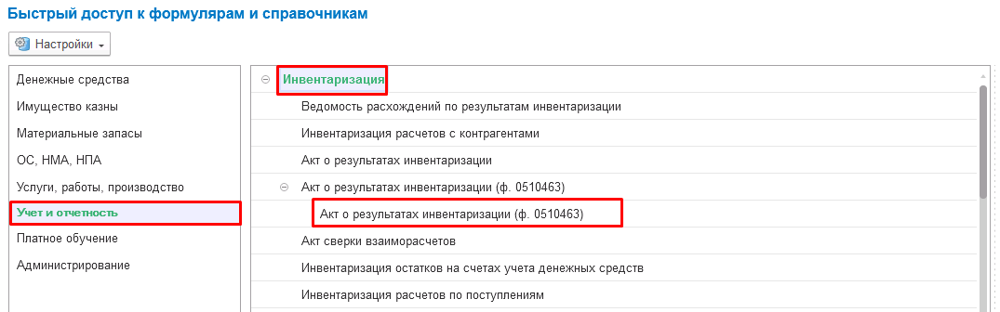 Быстрый доступ к формулярам и справочникам
Настройки
Денежные средства
Имущество казны
Материальные запасы
ОС, НМА, НПА
Услуги, работы, производство
Учет и отчетность
Платное обучение
Администрирование
Инвентаризация
Ведомость расхождений по результатам инвентаризации
Инвентаризация расчетов с контрагентами
Акт о результатах инвентаризации
Акт о результатах инвентаризации (ф. 0510463)
Акт о результатах инвентаризации (ф. 0510463)
Акт сверки взаиморасчетов
Инвентаризация остатков на счетах учета денежных средств
Инвентаризация расчетов по поступлениям